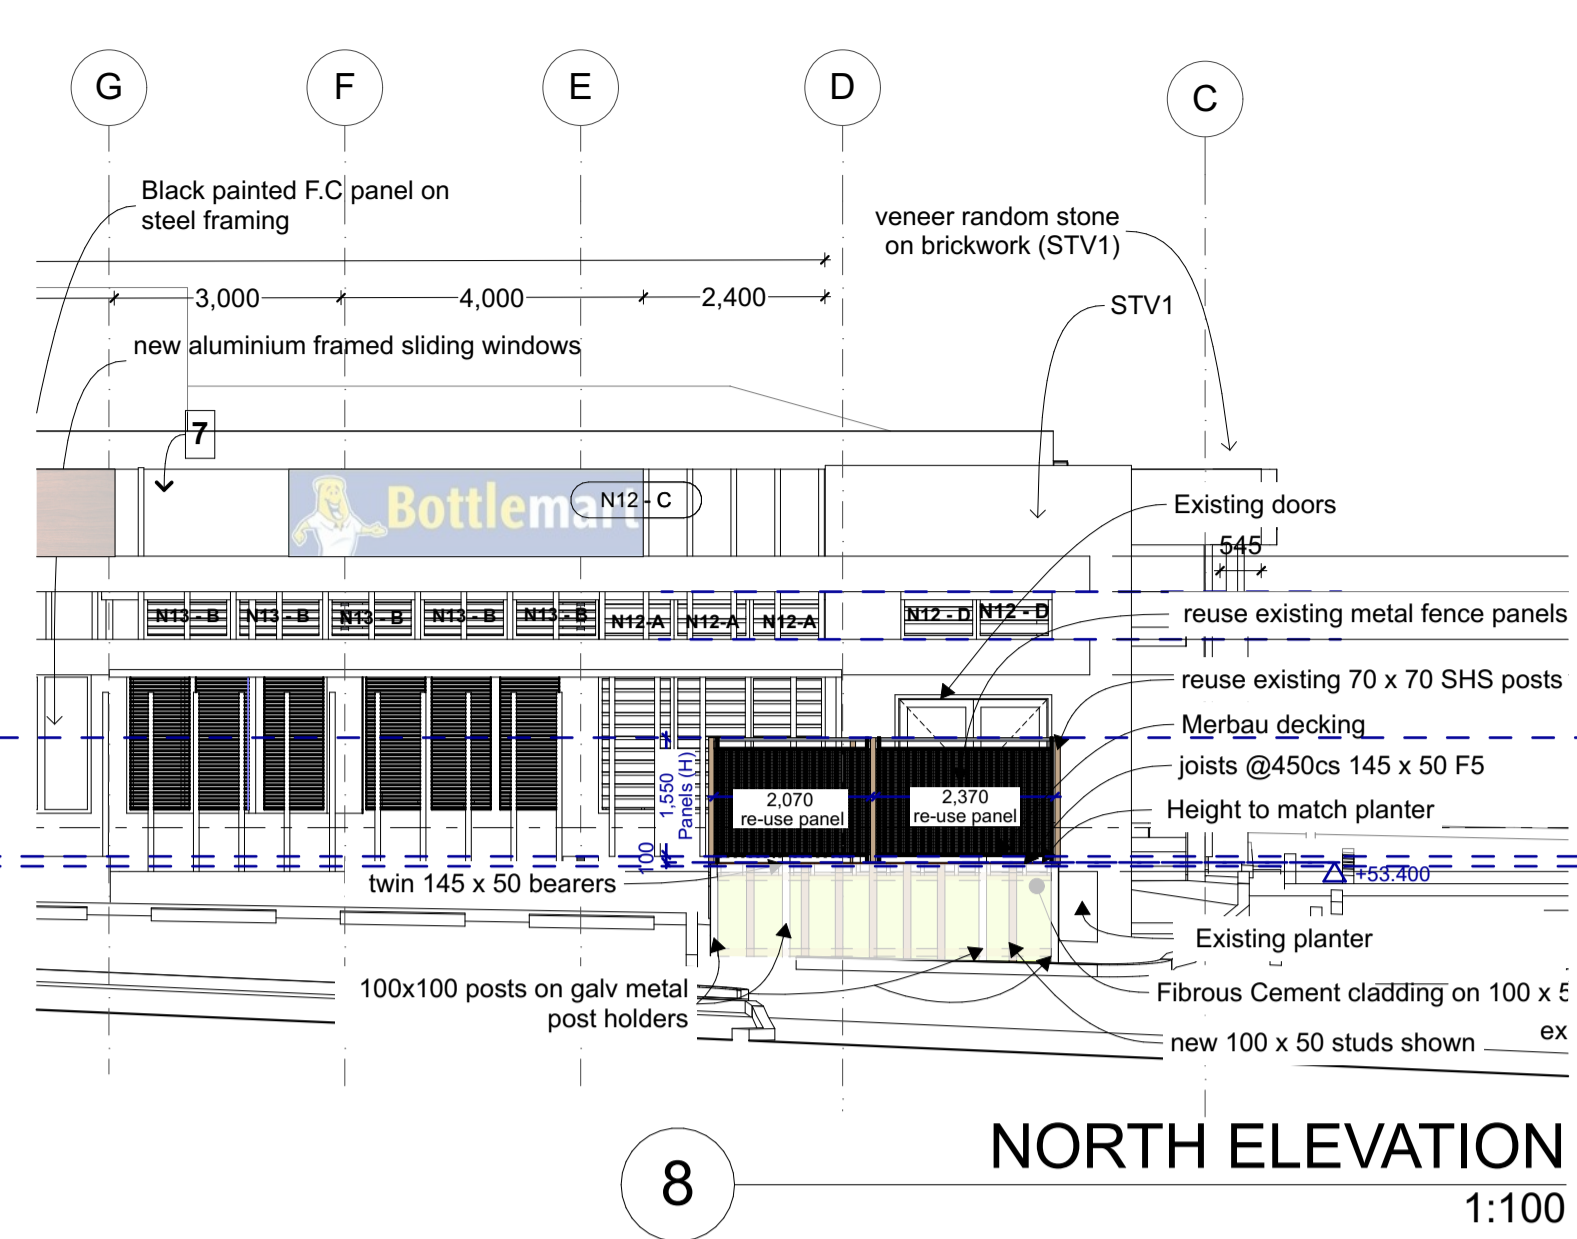 G
F
E
D
C
Black painted F.C panel on
steel framing
veneer random stone
on brickwork (STV1)
3,000
4,000
2,400
STV1
new aluminium framed sliding windows
7
Bottlemart
N12 - C
Existing doors
545
N13 - B
N13 - B
N13 - B
N13 - B
N13 - B
N12-A
N12-A
N12-A
N12 - D
N12 - D
reuse existing metal fence panels
reuse existing 70 x 70 SHS posts
Merbau decking
joists @450cs 145 x 50 F5
Height to match planter
1,550
Panels (H)
100
2,070
re-use panel
2,370
re-use panel
+53.400
twin 145 x 50 bearers
Existing planter
100x100 posts on galv metal
post holders
Fibrous Cement cladding on 100 x 5
ex
new 100 x 50 studs shown
NORTH ELEVATION
8
1:100